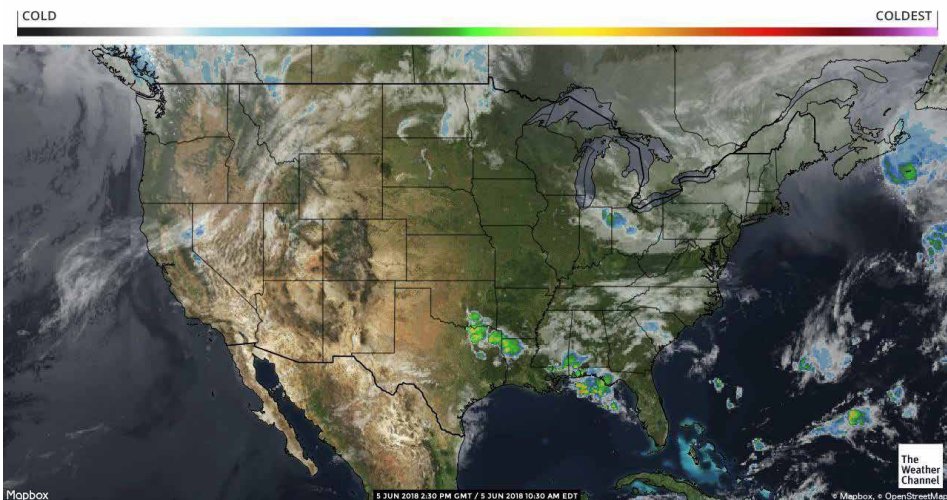 COLD
COLDEST
The
Weather
Channel
Mapbox
5 JUN 2018 2:30 PM GMT / 5 JUN 2018 10:30 AM EDT
© Mapbox, © OpenStreetMap